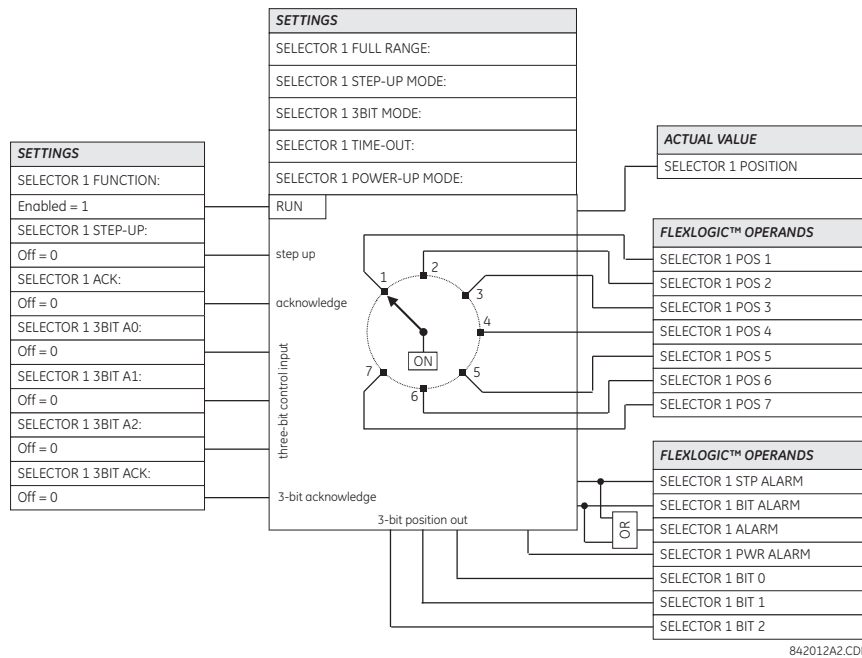 SETTINGS
SELECTOR 1 FULL RANGE:
SELECTOR 1 STEP-UP MODE:
SELECTOR 1 3BIT MODE:
SELECTOR 1 TIME-OUT:
SELECTOR 1 POWER-UP MODE:
SETTINGS
SELECTOR 1 FUNCTION:
Enabled = 1
SELECTOR 1 STEP-UP:
Off = 0
SELECTOR 1 ACK:
Off = 0
SELECTOR 1 3BIT A0:
Off = 0
SELECTOR 1 3BIT A1:
Off = 0
SELECTOR 1 3BIT A2:
Off = 0
SELECTOR 1 3BIT ACK:
Off = 0
RUN
step up
acknowledge
three-bit control input
3-bit acknowledge
3-bit position out
1
2
3
4
5
6
7
ON
ACTUAL VALUE
SELECTOR 1 POSITION
FLEXLOGIC™ OPERANDS
SELECTOR 1 POS 1
SELECTOR 1 POS 2
SELECTOR 1 POS 3
SELECTOR 1 POS 4
SELECTOR 1 POS 5
SELECTOR 1 POS 6
SELECTOR 1 POS 7
FLEXLOGIC™ OPERANDS
SELECTOR 1 STP ALARM
SELECTOR 1 BIT ALARM
OR
SELECTOR 1 ALARM
SELECTOR 1 PWR ALARM
SELECTOR 1 BIT 0
SELECTOR 1 BIT 1
SELECTOR 1 BIT 2